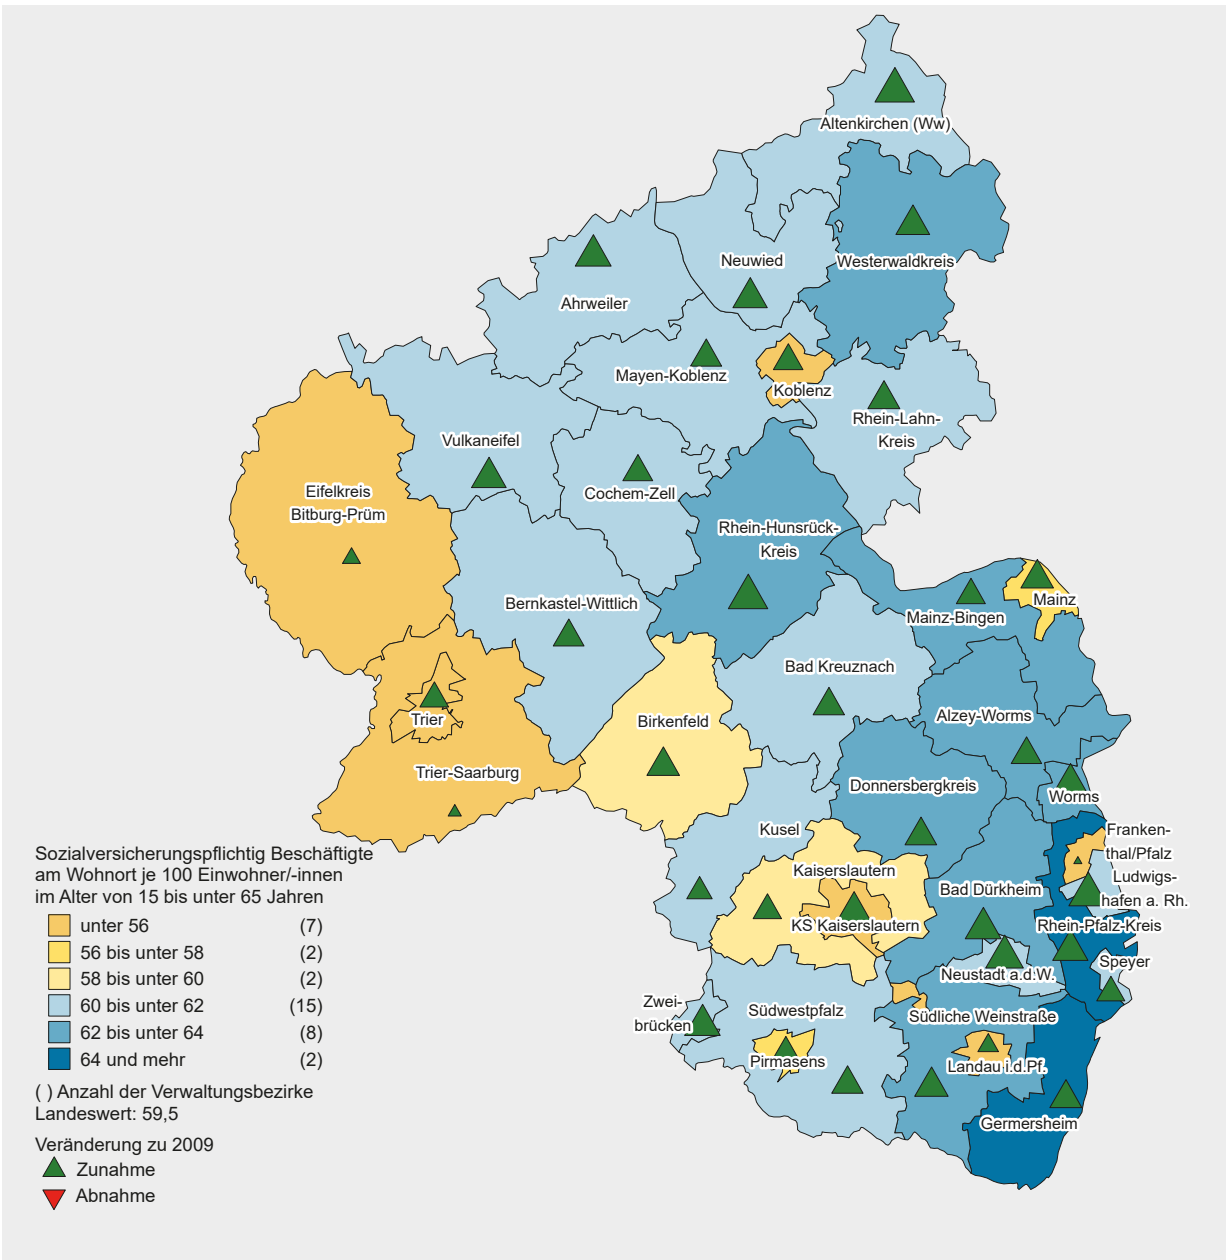 Altenkirchen (Ww)
Neuwied
Westerwaldkreis
Ahrweiler
Mayen-Koblenz
Koblenz
Rhein-Lahn-
Kreis
Vulkaneifel
Cochem-Zell
Eifelkreis
Bitburg-Prüm
Rhein-Hunsrück-
Kreis
Bernkastel-Wittlich
Mainz
Mainz-Bingen
Bad Kreuznach
Trier
Birkenfeld
Alzey-Worms
Trier-Saarburg
Donnersbergkreis
Worms
Kusel
Franken-
thal/Pfalz
Kaiserslautern
Ludwigs-
hafen a. Rh.
Bad Dürkheim
KS Kaiserslautern
Rhein-Pfalz-Kreis
Speyer
Neustadt a.d.W.
Zwei-
brücken
Südwestpfalz
Südliche Weinstraße
Pirmasens
Landau i.d.Pf.
Germersheim
Sozialversicherungspflichtig Beschäftigte
am Wohnort je 100 Einwohner/-innen
im Alter von 15 bis unter 65 Jahren
unter 56 (7)
56 bis unter 58 (2)
58 bis unter 60 (2)
60 bis unter 62 (15)
62 bis unter 64 (8)
64 und mehr (2)
( ) Anzahl der Verwaltungsbezirke
Landeswert: 59,5
Veränderung zu 2009
Zunahme
Abnahme